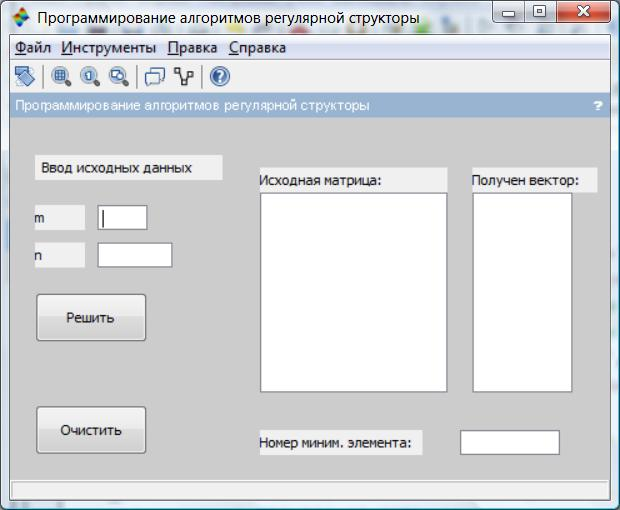 Программирование алгоритмов регулярной структуры
Файл Инструменты Правка Справка
Программирование алгоритмов регулярной структуры ?
Ввод исходных данных
Исходная матрица: Получен вектор:
m
n
Решить
Очистить
Номер миним. элемента: